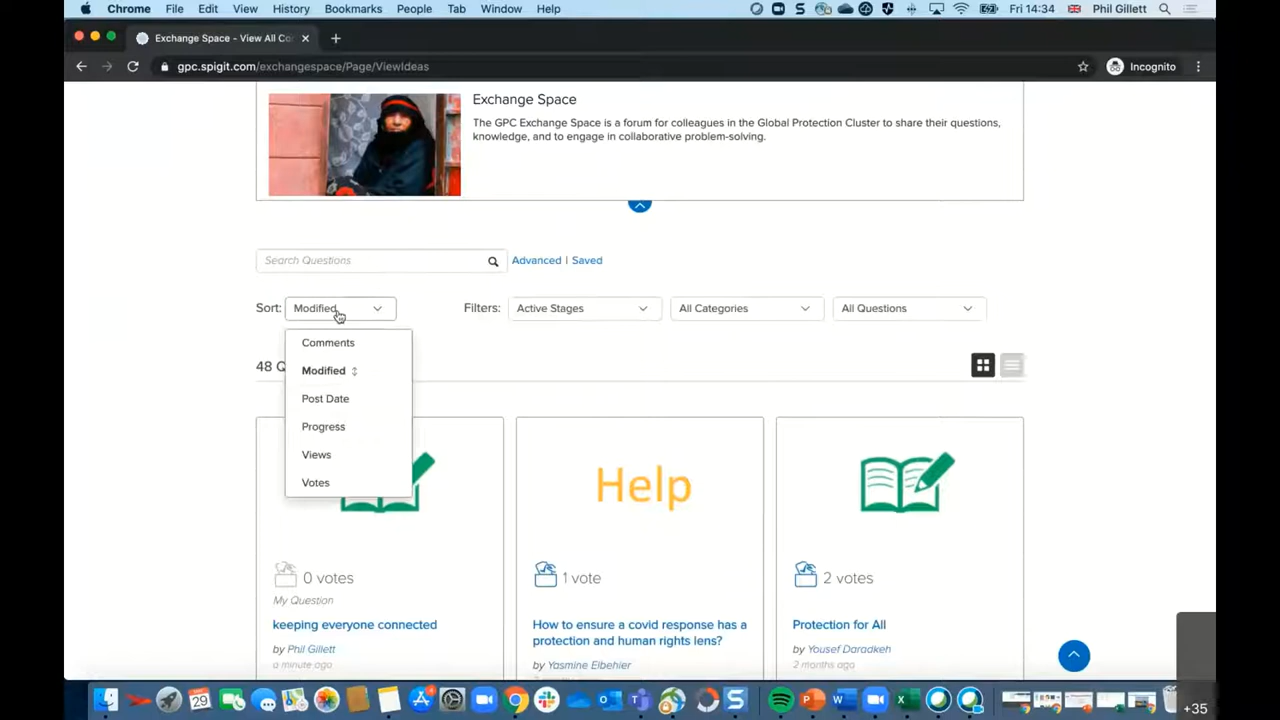 Chrome File Edit View History Bookmarks People Tab Window Help Fri 14:34 Phil Gillett
Exchange Space - View All Co
gpc.spigit.com/exchangespace/Page/ViewIdeas Incognito
Exchange Space
The GPC Exchange Space is a forum for colleagues in the Global Protection Cluster to share their questions,
knowledge, and to engage in collaborative problem-solving.
Search Questions Advanced | Saved
Sort: Modified Filters: Active Stages All Categories All Questions
Comments
48 Q
Modified
Post Date
Progress
Views
Votes
Help
0 votes 1 vote 2 votes
My Question
keeping everyone connected How to ensure a covid response has a Protection for All
protection and human rights lens?
by Phil Gillett by Yasmine Elbehier by Yousef Daradkeh
a minute ago 2 months ago
29
+35